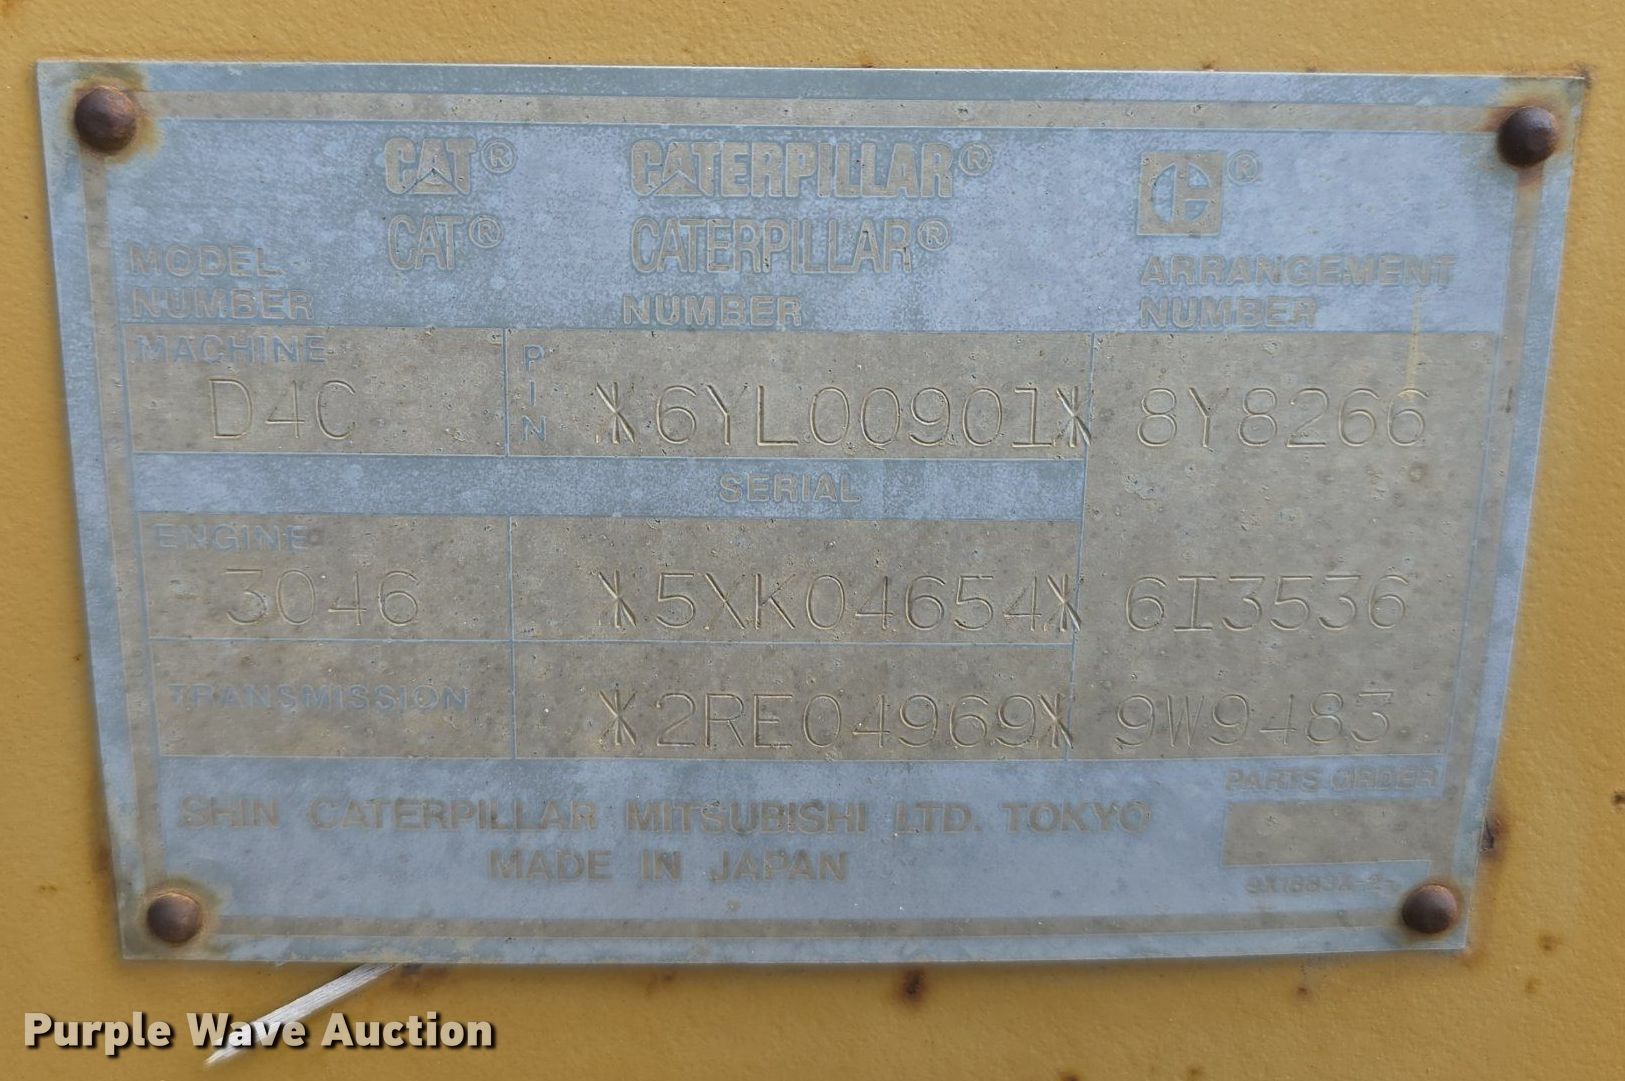 CAT® CATERPILLAR® ®
CAT® CATERPILLAR®
MODEL NUMBER NUMBER ARRANGEMENT NUMBER
MACHINE
D4C PIN *6YL00901* 8Y8266
SERIAL
ENGINE
3046 *5XK04654* 6I3536
TRANSMISSION *2RE04969* 9W9483
PARTS ORDER
SHIN CATERPILLAR MITSUBISHI LTD. TOKYO
MADE IN JAPAN
Purple Wave Auction